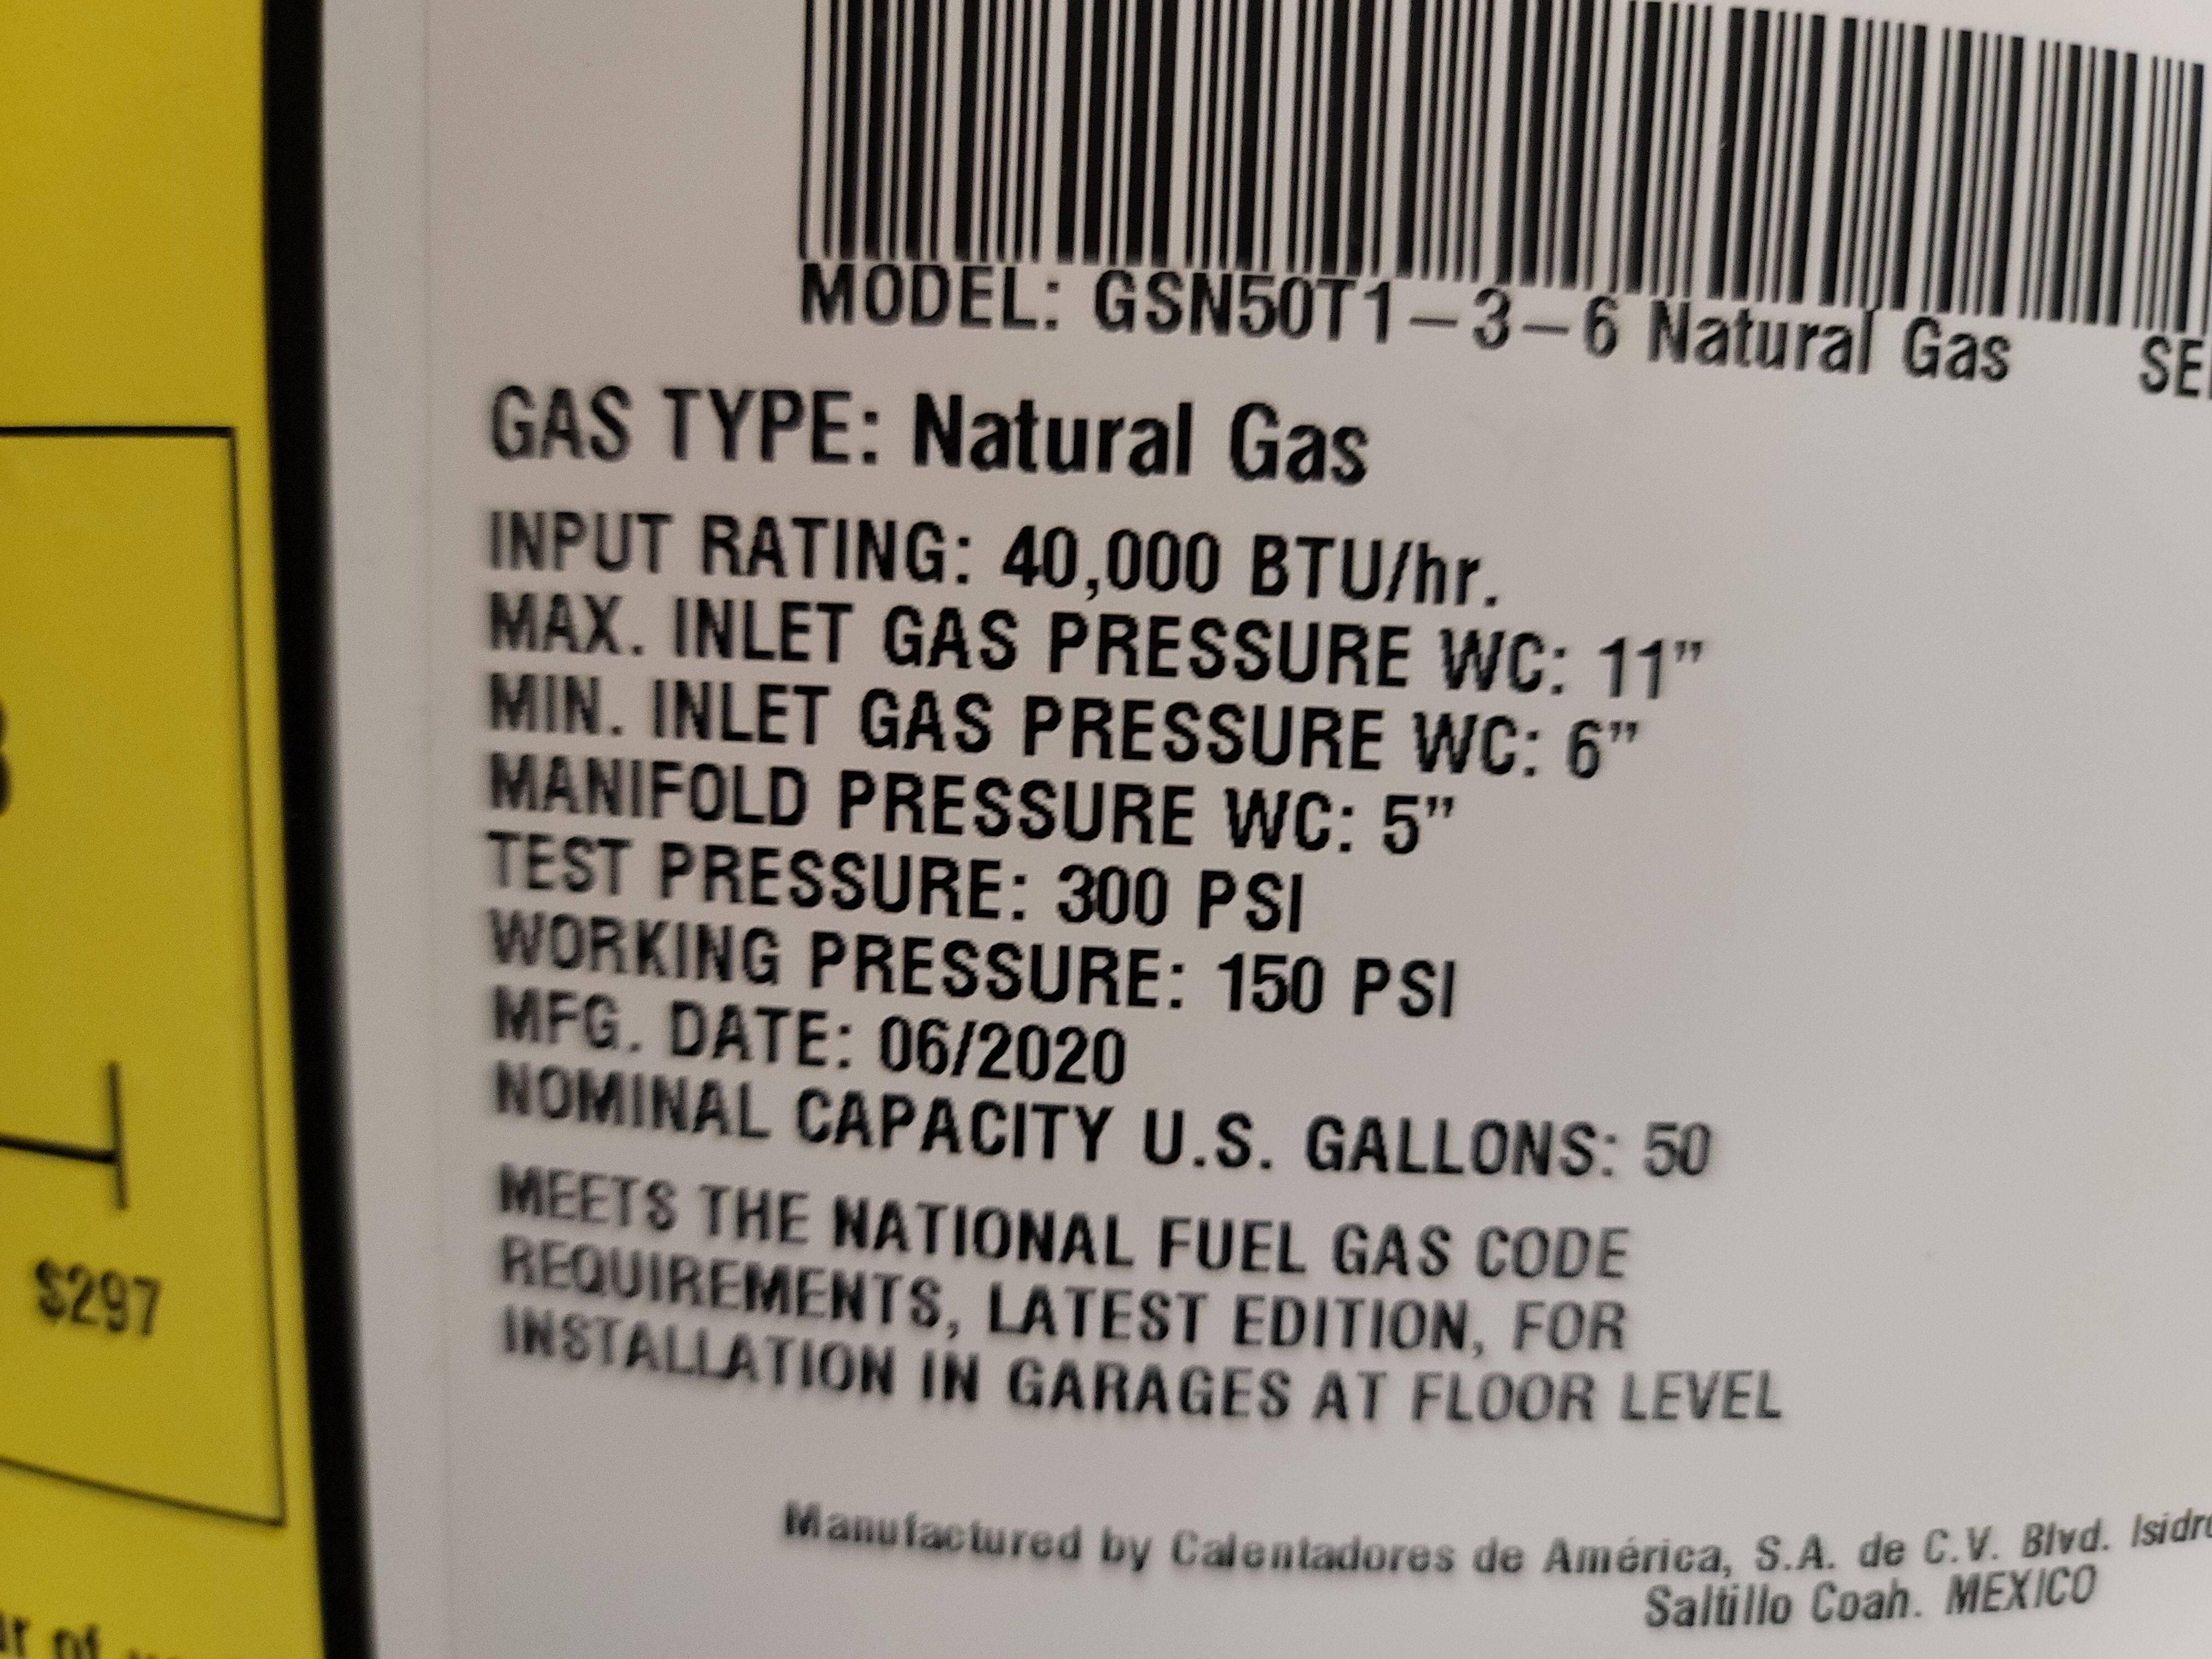 MODEL: GSN50T1-3-6 Natural Gas
GAS TYPE: Natural Gas
INPUT RATING: 40,000 BTU/hr.
MAX. INLET GAS PRESSURE WC: 11"
MIN. INLET GAS PRESSURE WC: 6"
MANIFOLD PRESSURE WC: 5"
TEST PRESSURE: 300 PSI
WORKING PRESSURE: 150 PSI
MFG. DATE: 06/2020
NOMINAL CAPACITY U.S. GALLONS: 50
MEETS THE NATIONAL FUEL GAS CODE
REQUIREMENTS, LATEST EDITION, FOR
INSTALLATION IN GARAGES AT FLOOR LEVEL
Manufactured by Calentadores de América, S.A. de C.V. Blvd.
Saltillo Coah. MEXICO
$297
of